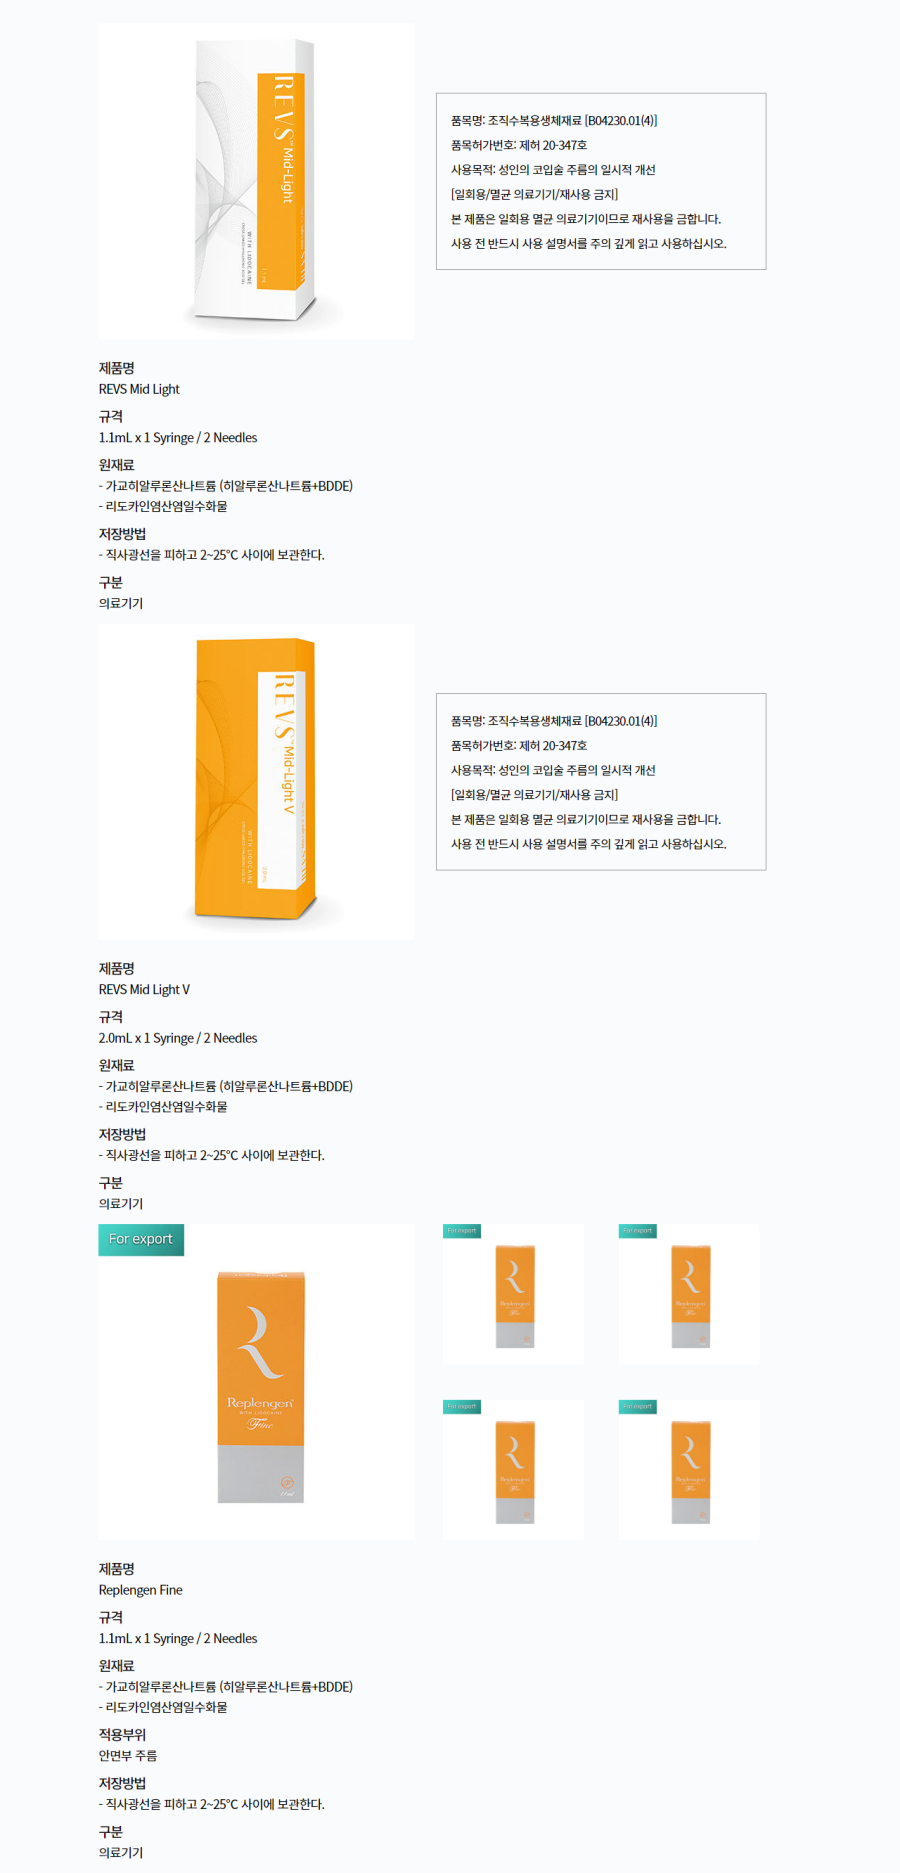 REVS™ Mid-Light
WITH LIDOCAINE
품목명: 조직수복용생체재료 [B04230.01(4)]
품목허가번호: 제허 20-347호
사용목적: 성인의 코입술 주름의 일시적 개선
[일회용/멸균 의료기기/재사용 금지]
본 제품은 일회용 멸균 의료기기이므로 재사용을 금합니다.
사용 전 반드시 사용 설명서를 주의 깊게 읽고 사용하십시오.
제품명
REVS Mid Light
규격
1.1mL x 1 Syringe / 2 Needles
원재료
- 가교히알루론산나트륨 (히알루론산나트륨+BDDE)
- 리도카인염산염일수화물
저장방법
- 직사광선을 피하고 2~25°C 사이에 보관한다.
구분
의료기기
REVS™ Mid-Light V
WITH LIDOCAINE
품목명: 조직수복용생체재료 [B04230.01(4)]
품목허가번호: 제허 20-347호
사용목적: 성인의 코입술 주름의 일시적 개선
[일회용/멸균 의료기기/재사용 금지]
본 제품은 일회용 멸균 의료기기이므로 재사용을 금합니다.
사용 전 반드시 사용 설명서를 주의 깊게 읽고 사용하십시오.
제품명
REVS Mid Light V
규격
2.0mL x 1 Syringe / 2 Needles
원재료
- 가교히알루론산나트륨 (히알루론산나트륨+BDDE)
- 리도카인염산염일수화물
저장방법
- 직사광선을 피하고 2~25°C 사이에 보관한다.
구분
의료기기
For export
R
Replengen™
WITH LIDOCAINE
Fine
For export
R
Replengen
Fine
For export
R
Replengen
Fine
For export
R
Replengen
Fine
For export
R
Replengen
Fine
제품명
Replengen Fine
규격
1.1mL x 1 Syringe / 2 Needles
원재료
- 가교히알루론산나트륨 (히알루론산나트륨+BDDE)
- 리도카인염산염일수화물
적용부위
안면부 주름
저장방법
- 직사광선을 피하고 2~25°C 사이에 보관한다.
구분
의료기기